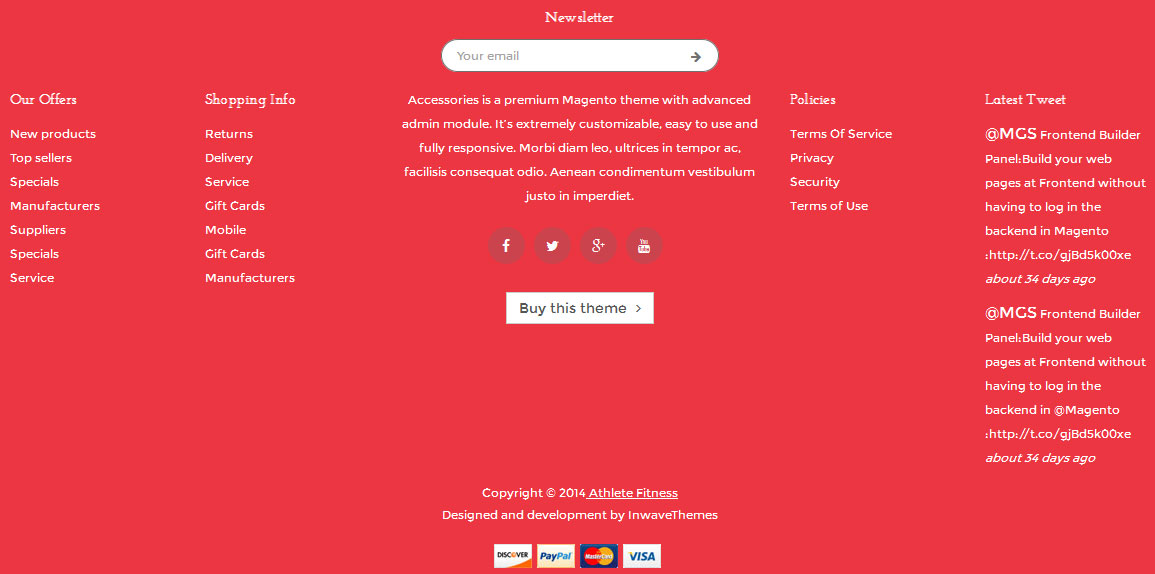 Newsletter
Your email
Our Offers
New products
Top sellers
Specials
Manufacturers
Suppliers
Specials
Service
Shopping Info
Returns
Delivery
Service
Gift Cards
Mobile
Gift Cards
Manufacturers
Accessories is a premium Magento theme with advanced
admin module. It's extremely customizable, easy to use and
fully responsive. Morbi diam leo, ultrices in tempor ac,
facilisis consequat odio. Aenean condimentum vestibulum
justo in imperdiet.
f
g+
You Tube
Buy this theme >
Policies
Terms Of Service
Privacy
Security
Terms of Use
Latest Tweet
@MGS Frontend Builder
Panel:Build your web
pages at Frontend without
having to log in the
backend in Magento
:http://t.co/gjBd5k00xe
about 34 days ago
@MGS Frontend Builder
Panel:Build your web
pages at Frontend without
having to log in the
backend in @Magento
:http://t.co/gjBd5k00xe
about 34 days ago
Copyright © 2014 Athlete Fitness
Designed and development by InwaveThemes
DISCOVER PayPal MasterCard VISA